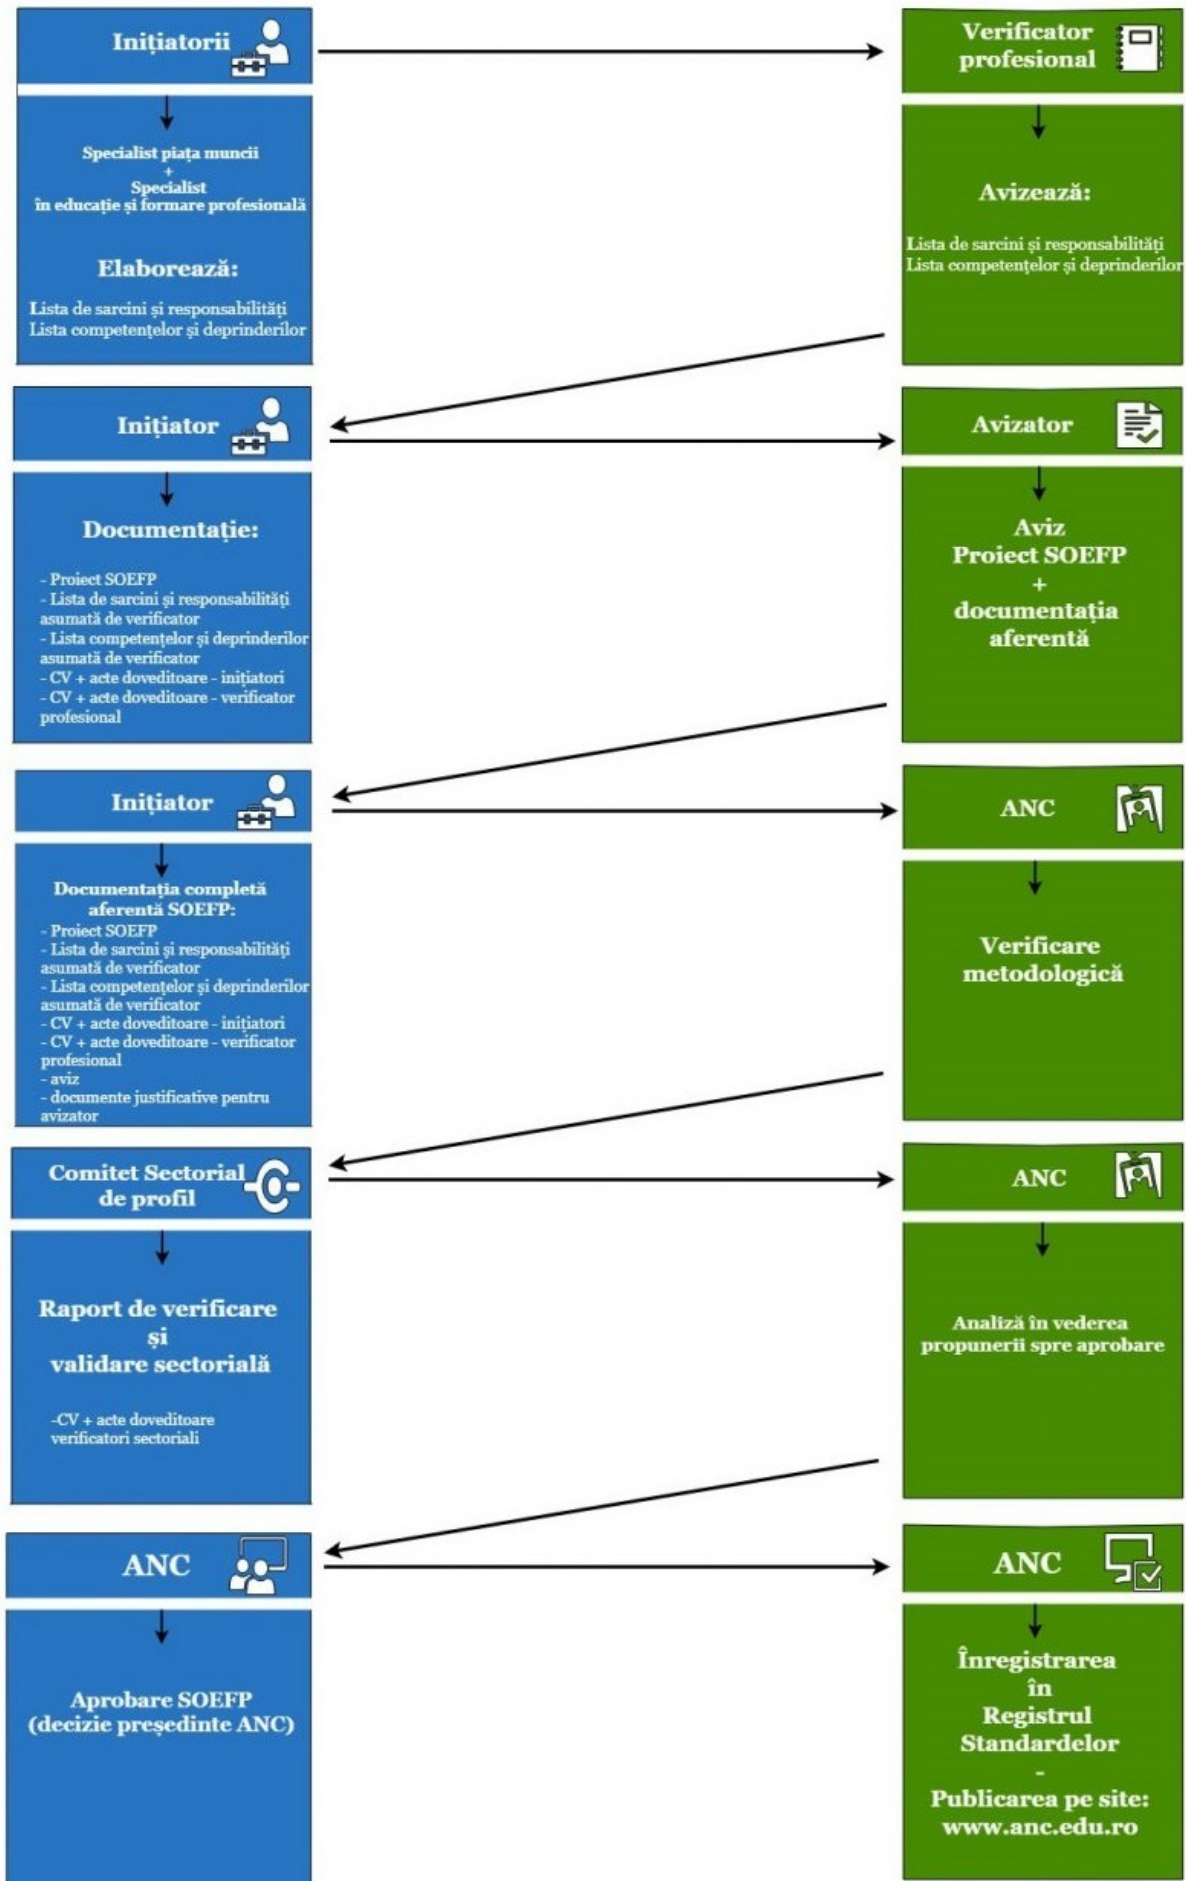 Inițiatorii
Verificator
profesional
Specialist piața muncii
+
Specialist
în educație și formare profesională
Elaborează:
Lista de sarcini și responsabilități
Lista competențelor și deprinderilor
Avizează:
Lista de sarcini și responsabilități
Lista competențelor și deprinderilor
Inițiator
Avizator
Documentație:
- Proiect SOEFP
- Lista de sarcini și responsabilități
asumată de verificator
- Lista competențelor și deprinderilor
asumată de verificator
- CV + acte doveditoare - inițiatori
- CV + acte doveditoare - verificator
profesional
Aviz
Proiect SOEFP
+
documentația
aferentă
Inițiator
ANC
Documentația completă
aferentă SOEFP:
- Proiect SOEFP
- Lista de sarcini și responsabilități
asumată de verificator
- Lista competențelor și deprinderilor
asumată de verificator
- CV + acte doveditoare - inițiatori
- CV + acte doveditoare - verificator
profesional
- aviz
- documente justificative pentru
avizator
Verificare
metodologică
Comitet Sectorial
de profil
ANC
Raport de verificare
și
validare sectorială
-CV + acte doveditoare
verificatori sectoriali
Analiză în vederea
propunerii spre aprobare
ANC
ANC
Aprobare SOEFP
(decizie președinte ANC)
Înregistrarea
în
Registrul
Standardelor
-
Publicarea pe site:
www.anc.edu.ro